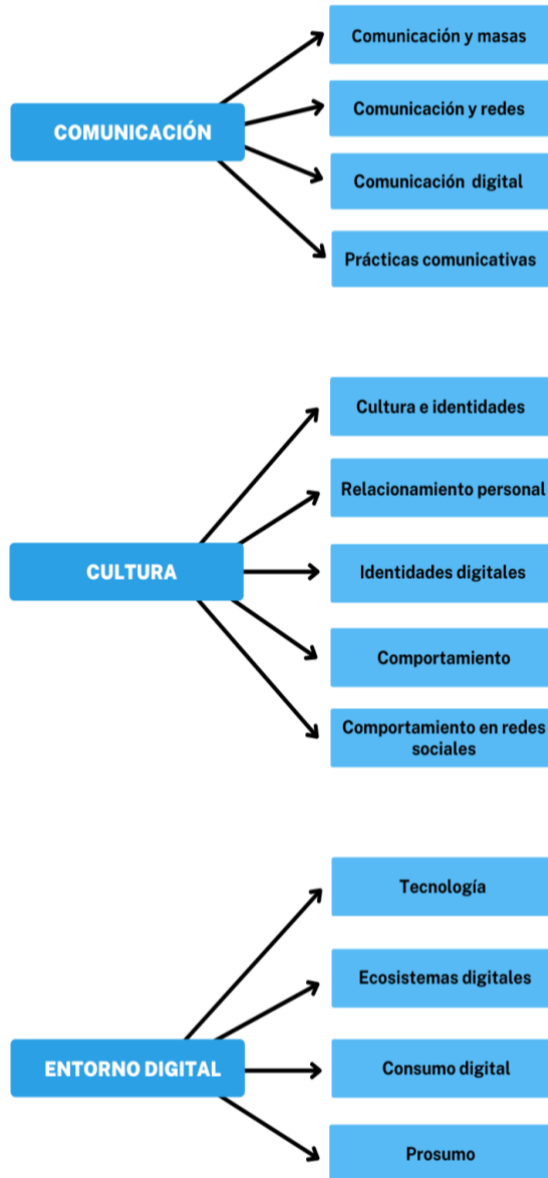 COMUNICACIÓN
Comunicación y masas
Comunicación y redes
Comunicación digital
Prácticas comunicativas
CULTURA
Cultura e identidades
Relacionamiento personal
Identidades digitales
Comportamiento
Comportamiento en redes
sociales
ENTORNO DIGITAL
Tecnología
Ecosistemas digitales
Consumo digital
Prosumo